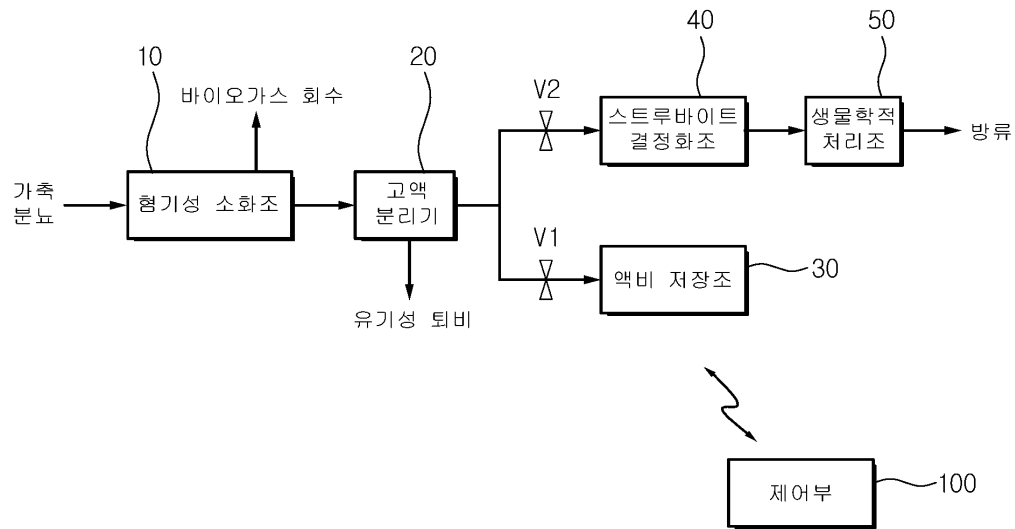 10
바이오가스 회수
20
40
50
V2
스트루바이트
결정화조
생물학적
처리조
방류
가축
분뇨
혐기성 소화조
고액
분리기
V1
액비 저장조
30
유기성 퇴비
제어부
100